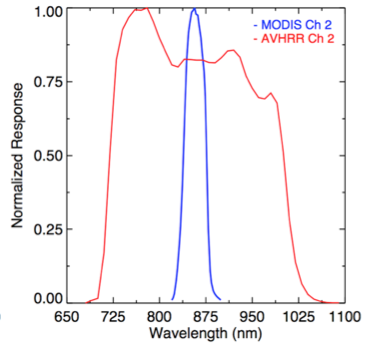 1.00
- MODIS Ch 2
- AVHRR Ch 2
0.75
0.50
0.25
0.00
650 725 800 875 950 1025 1100
Wavelength (nm)
Normalized Response